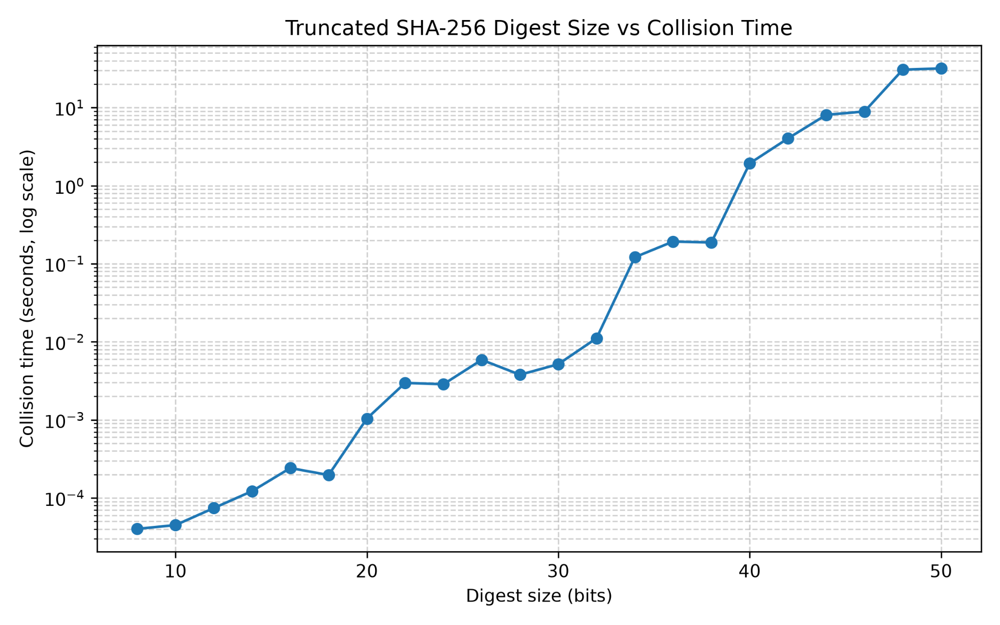 Truncated SHA-256 Digest Size vs Collision Time
Collision time (seconds, log scale)
10¹
10⁰
10⁻¹
10⁻²
10⁻³
10⁻⁴
10 20 30 40 50
Digest size (bits)